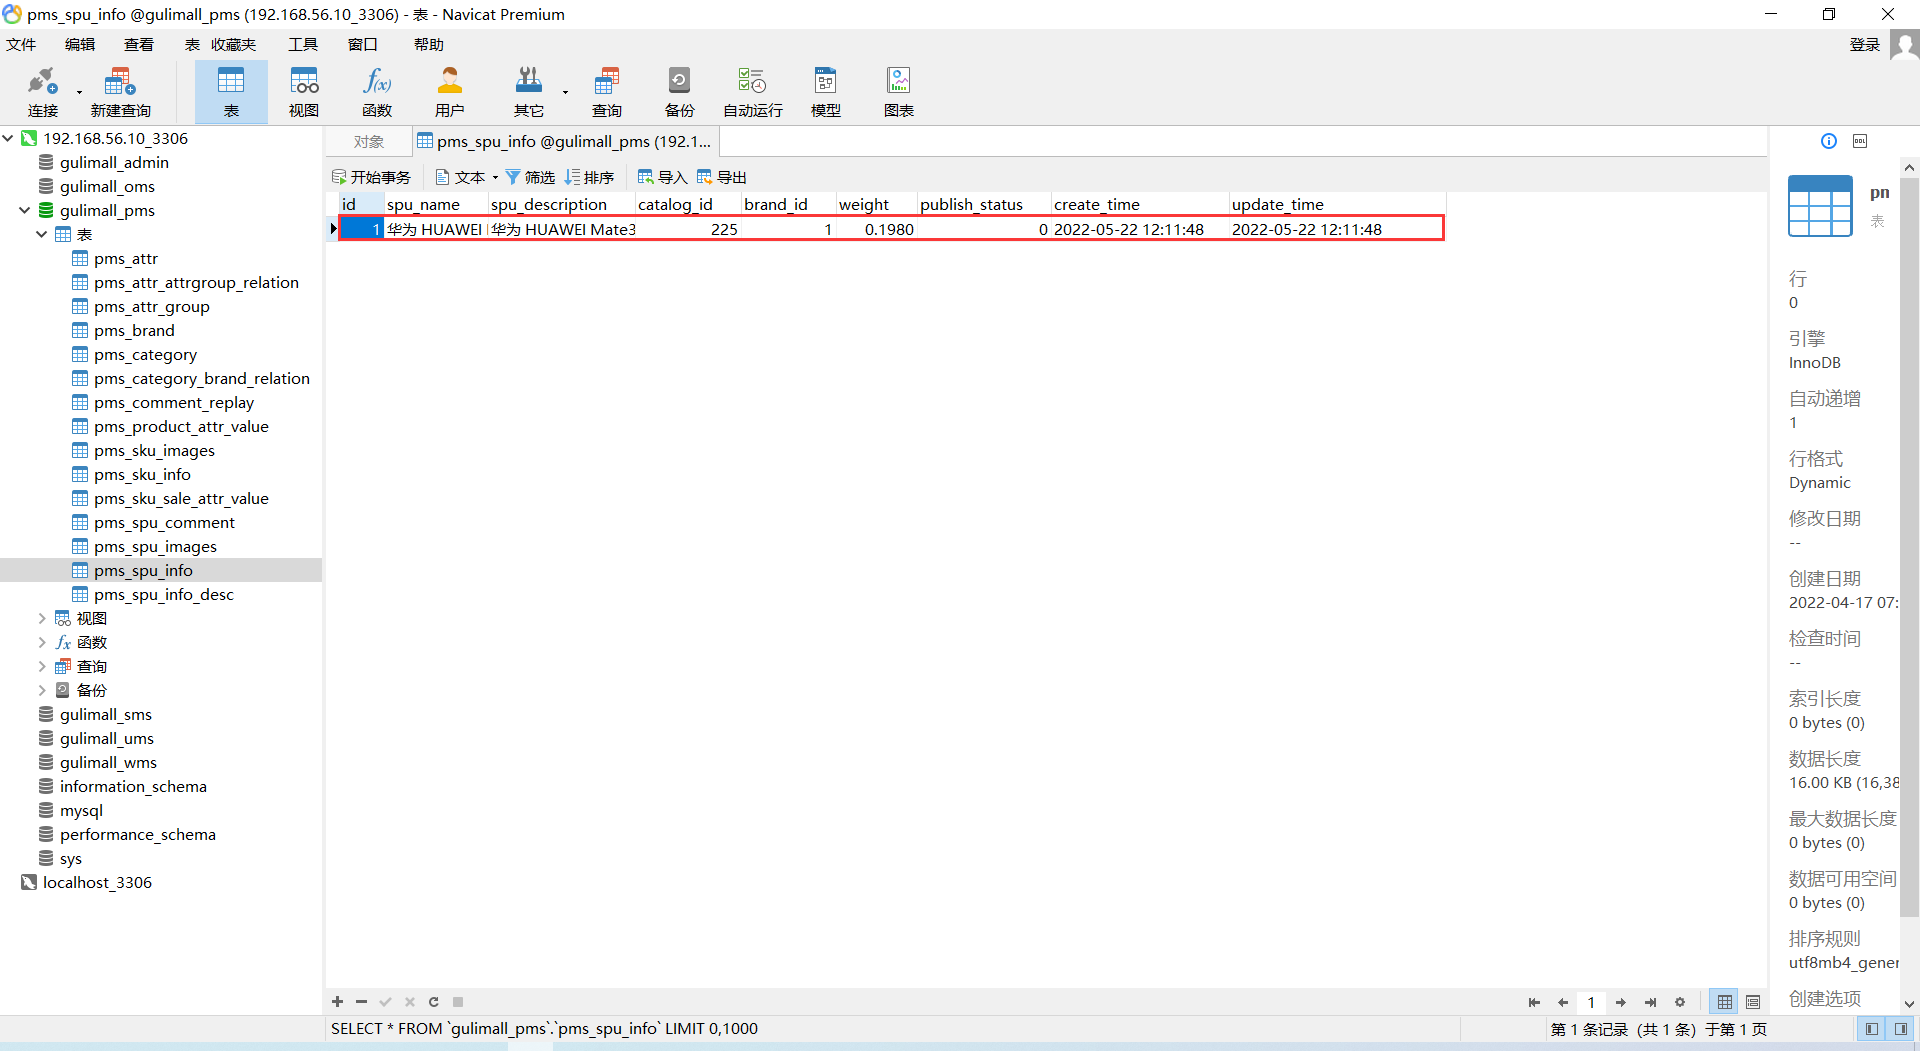 pms_spu_info @gulimall_pms (192.168.56.10_3306) - 表 - Navicat Premium
文件 编辑 查看 表 收藏夹 工具 窗口 帮助 登录
连接 新建查询 表 视图 函数 用户 其它 查询 备份 自动运行 模型 图表
192.168.56.10_3306
gulimall_admin
gulimall_oms
gulimall_pms
表
pms_attr
pms_attr_attrgroup_relation
pms_attr_group
pms_brand
pms_category
pms_category_brand_relation
pms_comment_replay
pms_product_attr_value
pms_sku_images
pms_sku_info
pms_sku_sale_attr_value
pms_spu_comment
pms_spu_images
pms_spu_info
pms_spu_info_desc
视图
函数
查询
备份
gulimall_sms
gulimall_ums
gulimall_wms
information_schema
mysql
performance_schema
sys
localhost_3306
对象 pms_spu_info @gulimall_pms (192.1...
开始事务 文本 筛选 排序 导入 导出
id spu_name spu_description catalog_id brand_id weight publish_status create_time update_time
1 华为 HUAWEI 华为 HUAWEI Mate3 225 1 0.1980 0 2022-05-22 12:11:48 2022-05-22 12:11:48
1
SELECT * FROM `gulimall_pms`.`pms_spu_info` LIMIT 0,1000
第 1 条记录 (共 1 条) 于第 1 页
DDL
pn
表
行
0
引擎
InnoDB
自动递增
1
行格式
Dynamic
修改日期
--
创建日期
2022-04-17 07:
检查时间
--
索引长度
0 bytes (0)
数据长度
16.00 KB (16,38
最大数据长度
0 bytes (0)
数据可用空间
0 bytes (0)
排序规则
utf8mb4_gener
创建选项